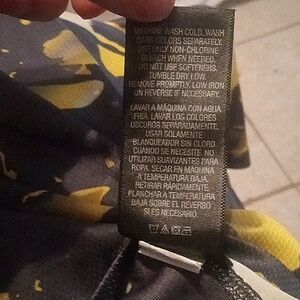 MACHINE WASH COLD, WASH
DARK COLORS SEPARATELY.
USE ONLY NON-CHLORINE
BLEACH WHEN NEEDED.
DO NOT USE SOFTENERS.
TUMBLE DRY LOW.
REMOVE PROMPTLY. LOW IRON
ON REVERSE IF NECESSARY.
LAVAR A MÁQUINA CON AGUA
FRIA. LAVAR LOS COLORES
OSCUROS SEPARADAMENTE.
USAR SOLAMENTE
BLANQUEADOR SIN CLORO
CUANDO SE NECESITE. NO
UTILIZAR SUAVIZANTES PARA
ROPA. SECAR EN MÁQUINA
A TEMPERATURA BAJA.
RETIRAR RÁPIDAMENTE.
PLANCHAR A TEMPERATURA
BAJA SOBRE EL REVERSO
SI ES NECESARIO.